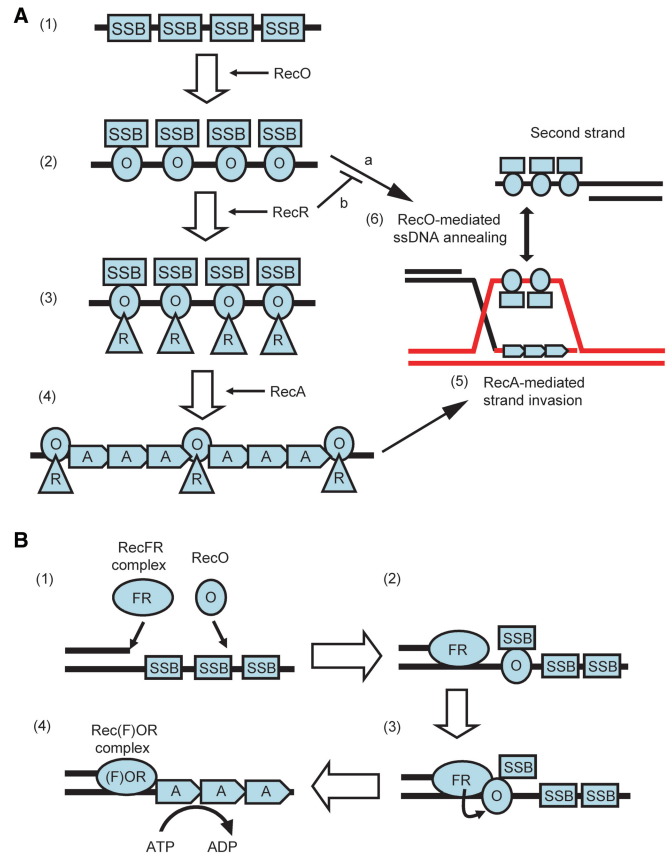 A
(1)
SSB SSB SSB SSB
RecO
(2)
SSB SSB SSB SSB
O O O O
a
b
RecR
Second strand
(6) RecO-mediated
ssDNA annealing
(3)
SSB SSB SSB SSB
O O O O
R R R R
RecA
(4)
O A A A O A A A O
R R R
(5) RecA-mediated
strand invasion
B
(1)
RecFR
complex
RecO
FR
O
SSB SSB SSB
(2)
SSB
FR
O
SSB SSB
(3)
SSB
FR
O
SSB SSB
(4)
Rec(F)OR
complex
(F)OR
A A A
ATP ADP